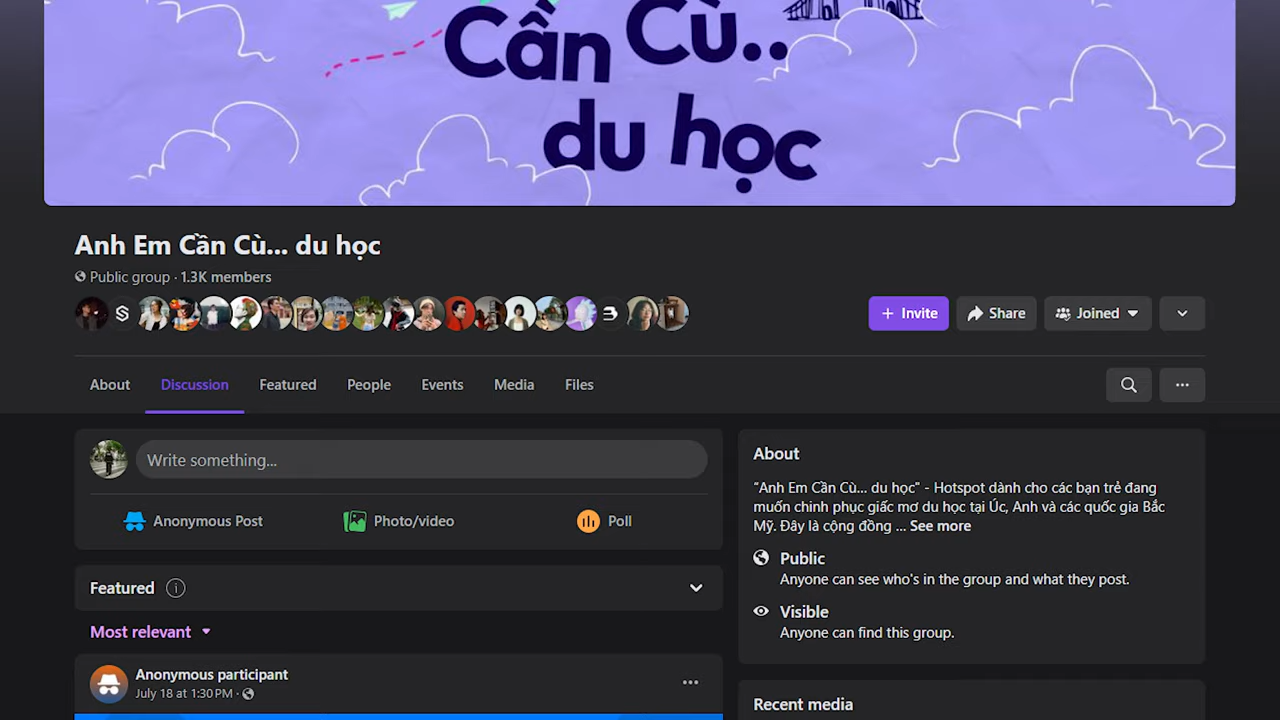 Cần Cù..
du học
Anh Em Cần Cù... du học
Public group · 1.3K members
Invite
Share
Joined
About
Discussion
Featured
People
Events
Media
Files
Write something...
Anonymous Post
Photo/video
Poll
Featured
Most relevant
Anonymous participant
July 18 at 1:30 PM ·
About
"Anh Em Cần Cù... du học" - Hotspot dành cho các bạn trẻ đang
muốn chinh phục giấc mơ du học tại Úc, Anh và các quốc gia Bắc
Mỹ. Đây là cộng đồng ... See more
Public
Anyone can see who's in the group and what they post.
Visible
Anyone can find this group.
Recent media